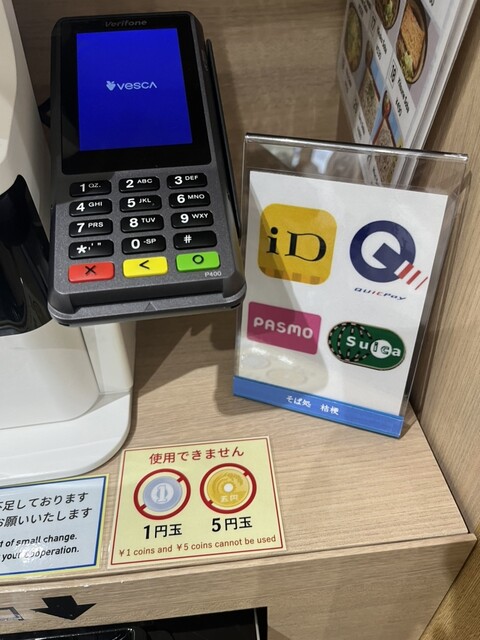 Verifone
VESCA
1 QZ.
2 ABC
3 DEF
4 GHI
5 JKL
6 MNO
7 PRS
8 TUV
9 WXY
*,'"
0 -SP
#
P400
iD
QUICPay
PASMO
Suica
そば処 桔梗
使用できません
1円玉 5円玉
¥1 coins and ¥5 coins cannot be used
不足しております
お願いいたします
of small change.
your cooperation.